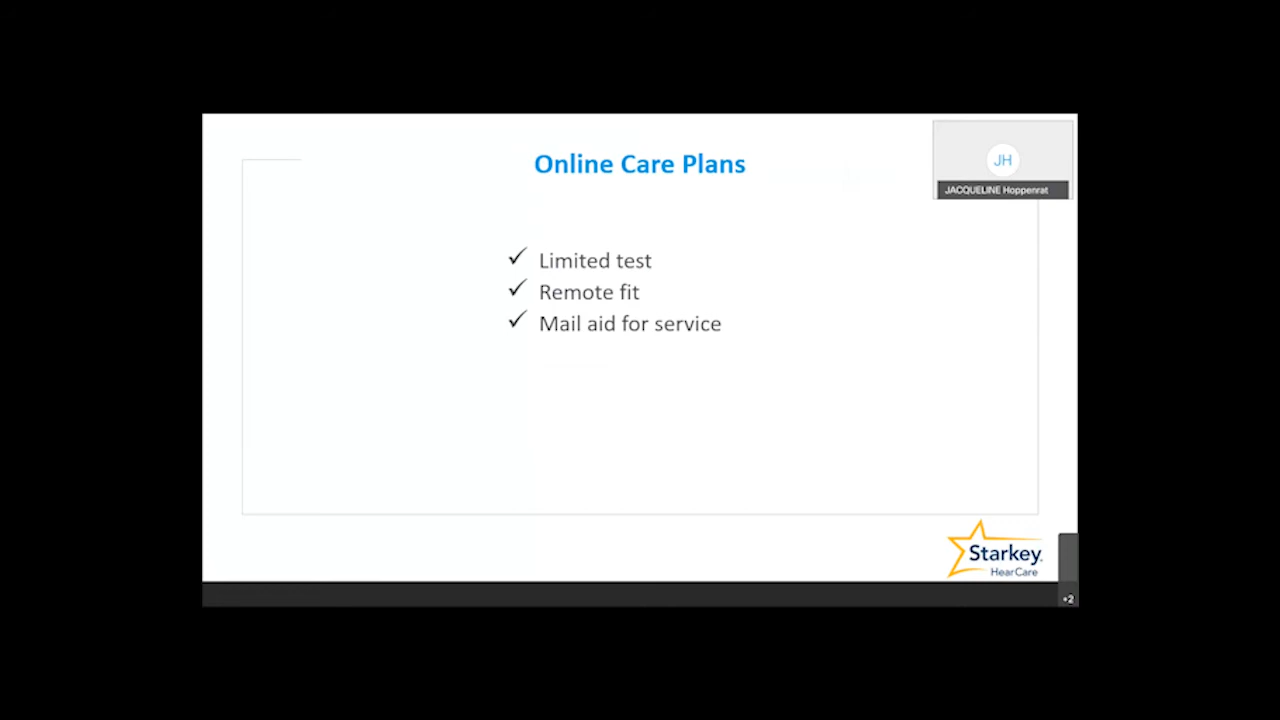 Online Care Plans
JH
JACQUELINE Hoppenrat
✓ Limited test
✓ Remote fit
✓ Mail aid for service
Starkey.
HearCare
+2